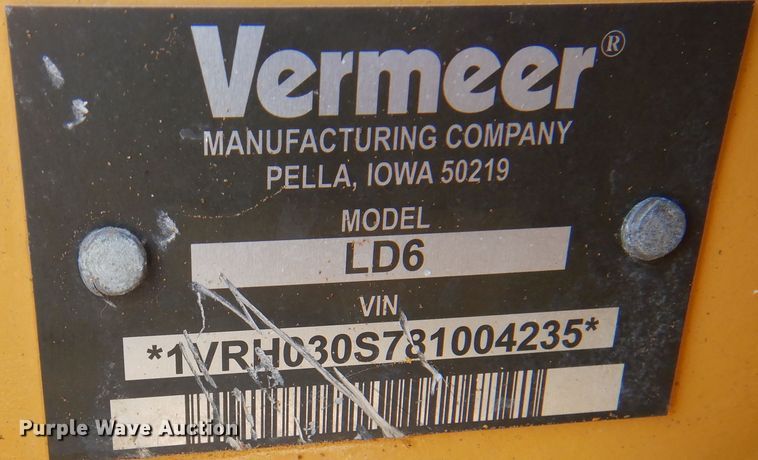 Vermeer®
MANUFACTURING COMPANY
PELLA, IOWA 50219
MODEL
LD6
VIN
*1VRH030S781004235*
Purple Wave Auction